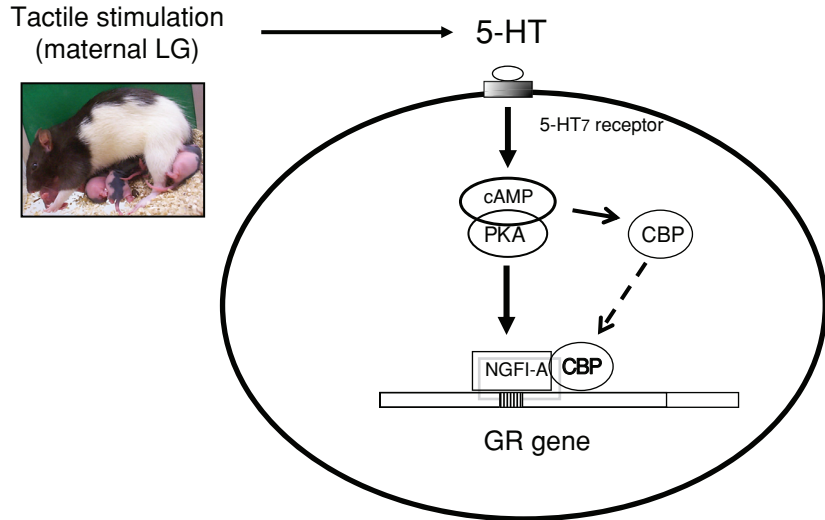 Tactile stimulation
(maternal LG)
5-HT
5-HT7 receptor
cAMP
PKA
CBP
NGFI-A
CBP
GR gene